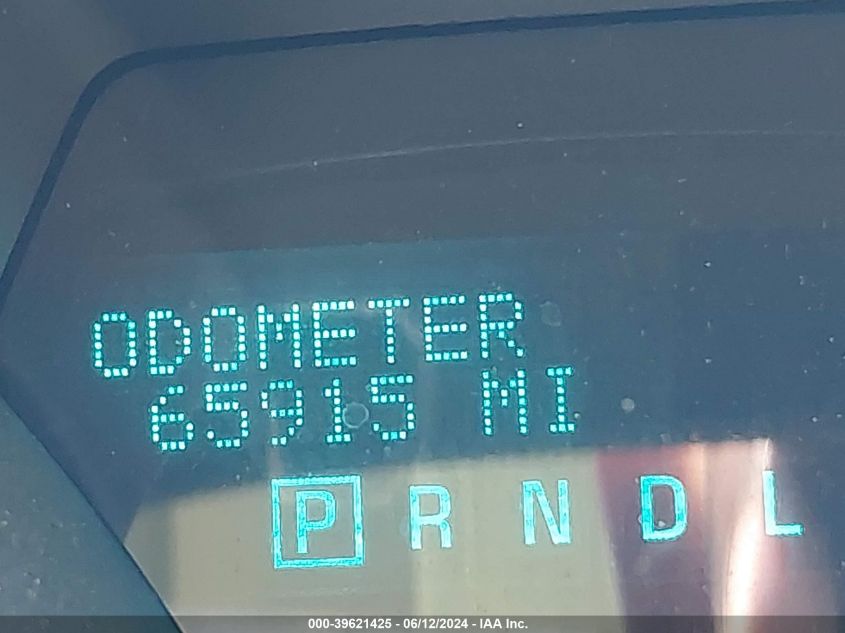 ODOMETER
65915 MI
P R N D L
000-39621425 - 06/12/2024 - IAA Inc.